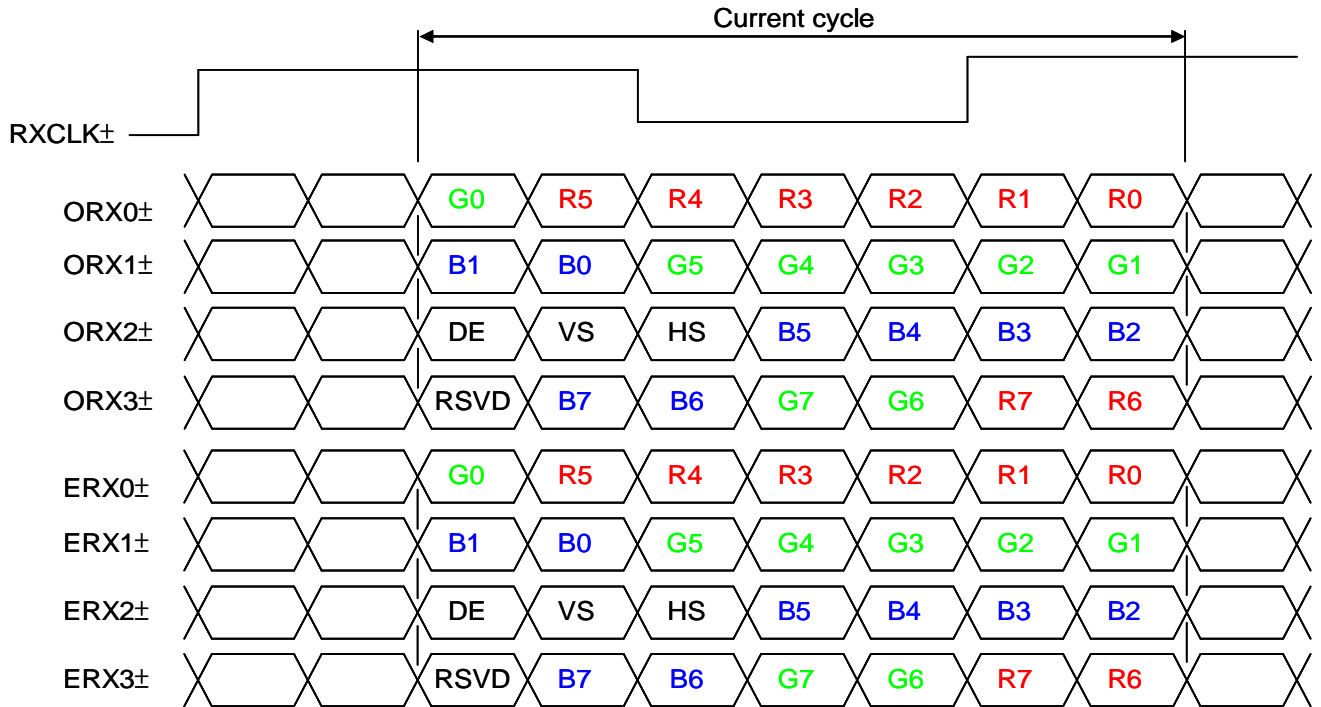 Current cycle
RXCLK±
ORX0± G0 R5 R4 R3 R2 R1 R0
ORX1± B1 B0 G5 G4 G3 G2 G1
ORX2± DE VS HS B5 B4 B3 B2
ORX3± RSVD B7 B6 G7 G6 R7 R6
ERX0± G0 R5 R4 R3 R2 R1 R0
ERX1± B1 B0 G5 G4 G3 G2 G1
ERX2± DE VS HS B5 B4 B3 B2
ERX3± RSVD B7 B6 G7 G6 R7 R6